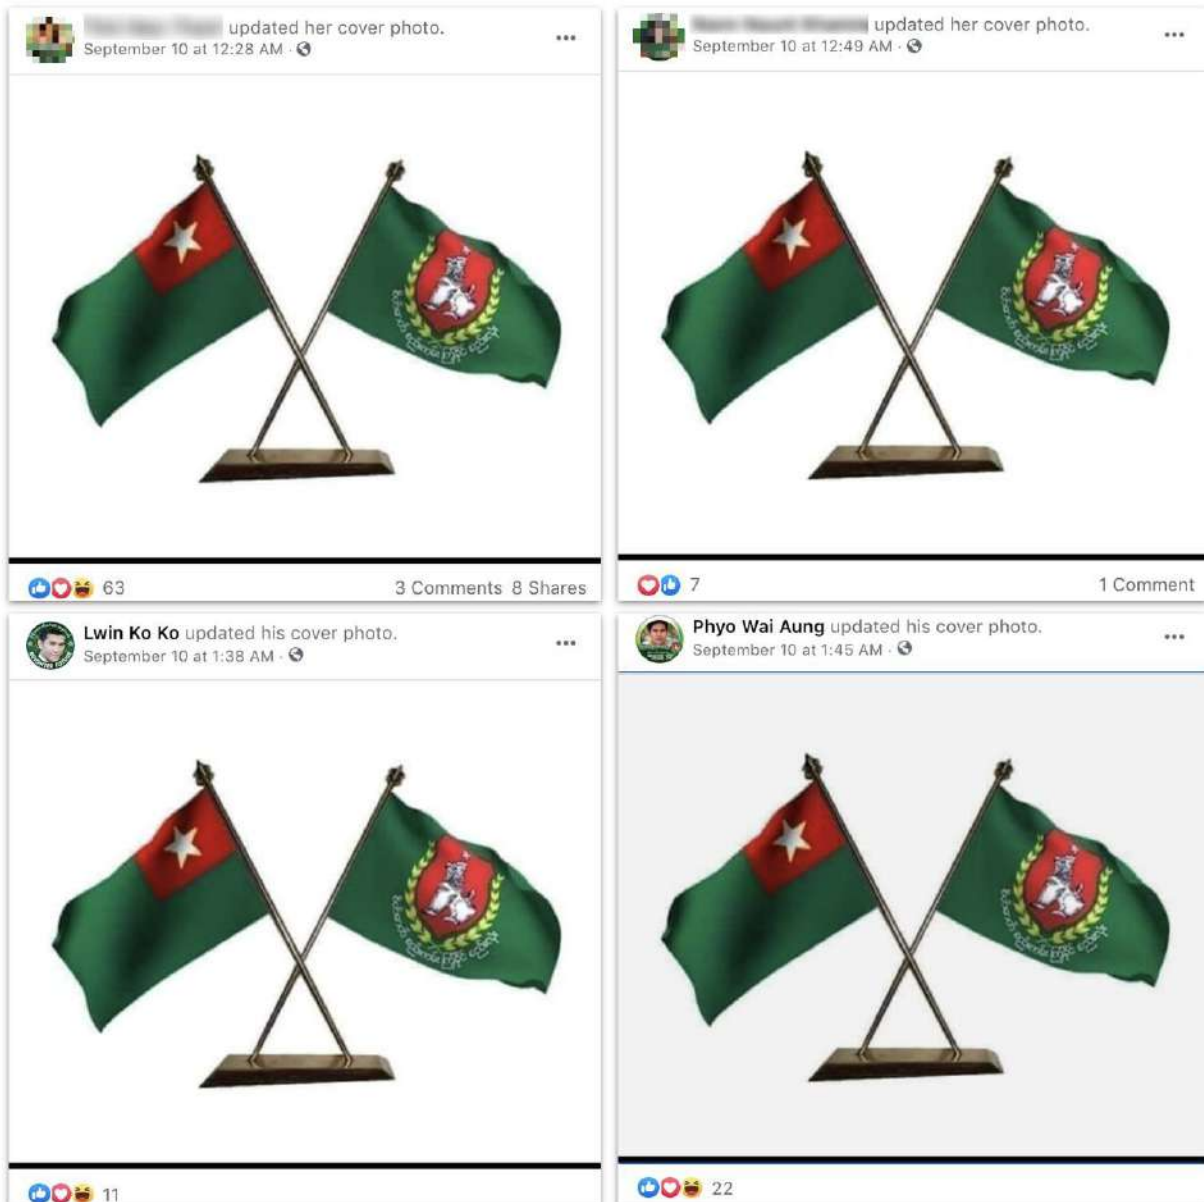 updated her cover photo.
September 10 at 12:28 AM ·
63
3 Comments 8 Shares
updated her cover photo.
September 10 at 12:49 AM ·
7
1 Comment
Lwin Ko Ko updated his cover photo.
September 10 at 1:38 AM ·
11
Phyo Wai Aung updated his cover photo.
September 10 at 1:45 AM ·
22